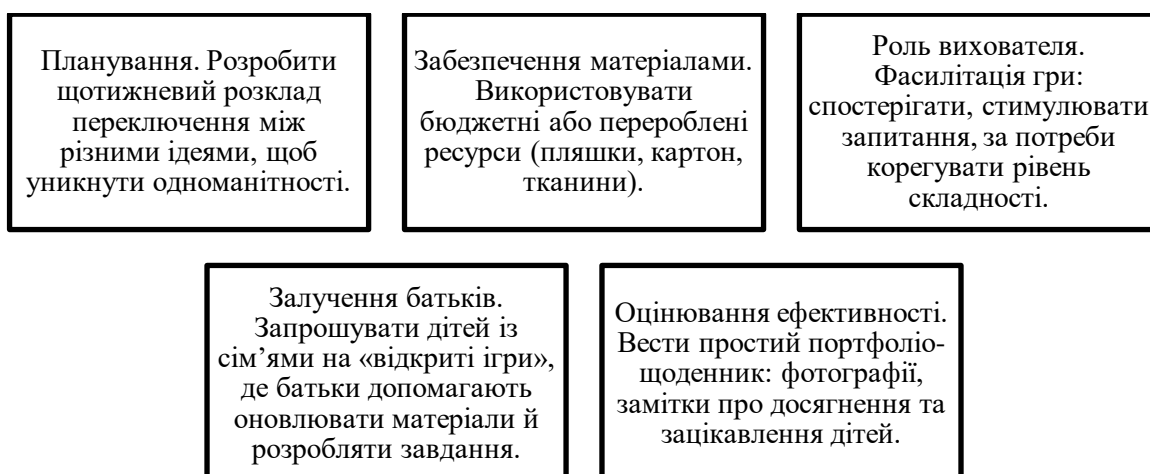 Планування. Розробити
щотижневий розклад
переключення між
різними ідеями, щоб
уникнути одноманітності.
Забезпечення матеріалами.
Використовувати
бюджетні або перероблені
ресурси (пляшки, картон,
тканини).
Роль вихователя.
Фасилітація гри:
спостерігати, стимулювати
запитання, за потреби
корегувати рівень
складності.
Залучення батьків.
Запрошувати дітей із
сім’ями на «відкриті ігри»,
де батьки допомагають
оновлювати матеріали й
розробляти завдання.
Оцінювання ефективності.
Вести простий портфоліо-
щоденник: фотографії,
замітки про досягнення та
зацікавлення дітей.